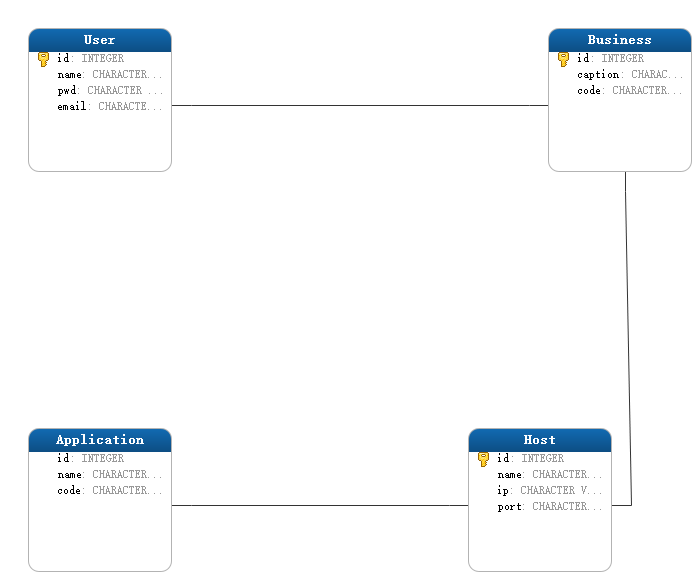 User
id: INTEGER
name: CHARACTER...
pwd: CHARACTER ...
email: CHARACTE...
Business
id: INTEGER
caption: CHARAC...
code: CHARACTER...
Application
id: INTEGER
name: CHARACTER...
code: CHARACTER...
Host
id: INTEGER
name: CHARACTER...
ip: CHARACTER V...
port: CHARACTER...